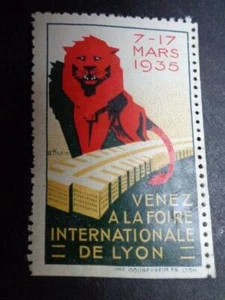 7-17
MARS
1935
VENEZ
A LA FOIRE
INTERNATIONALE
DE LYON